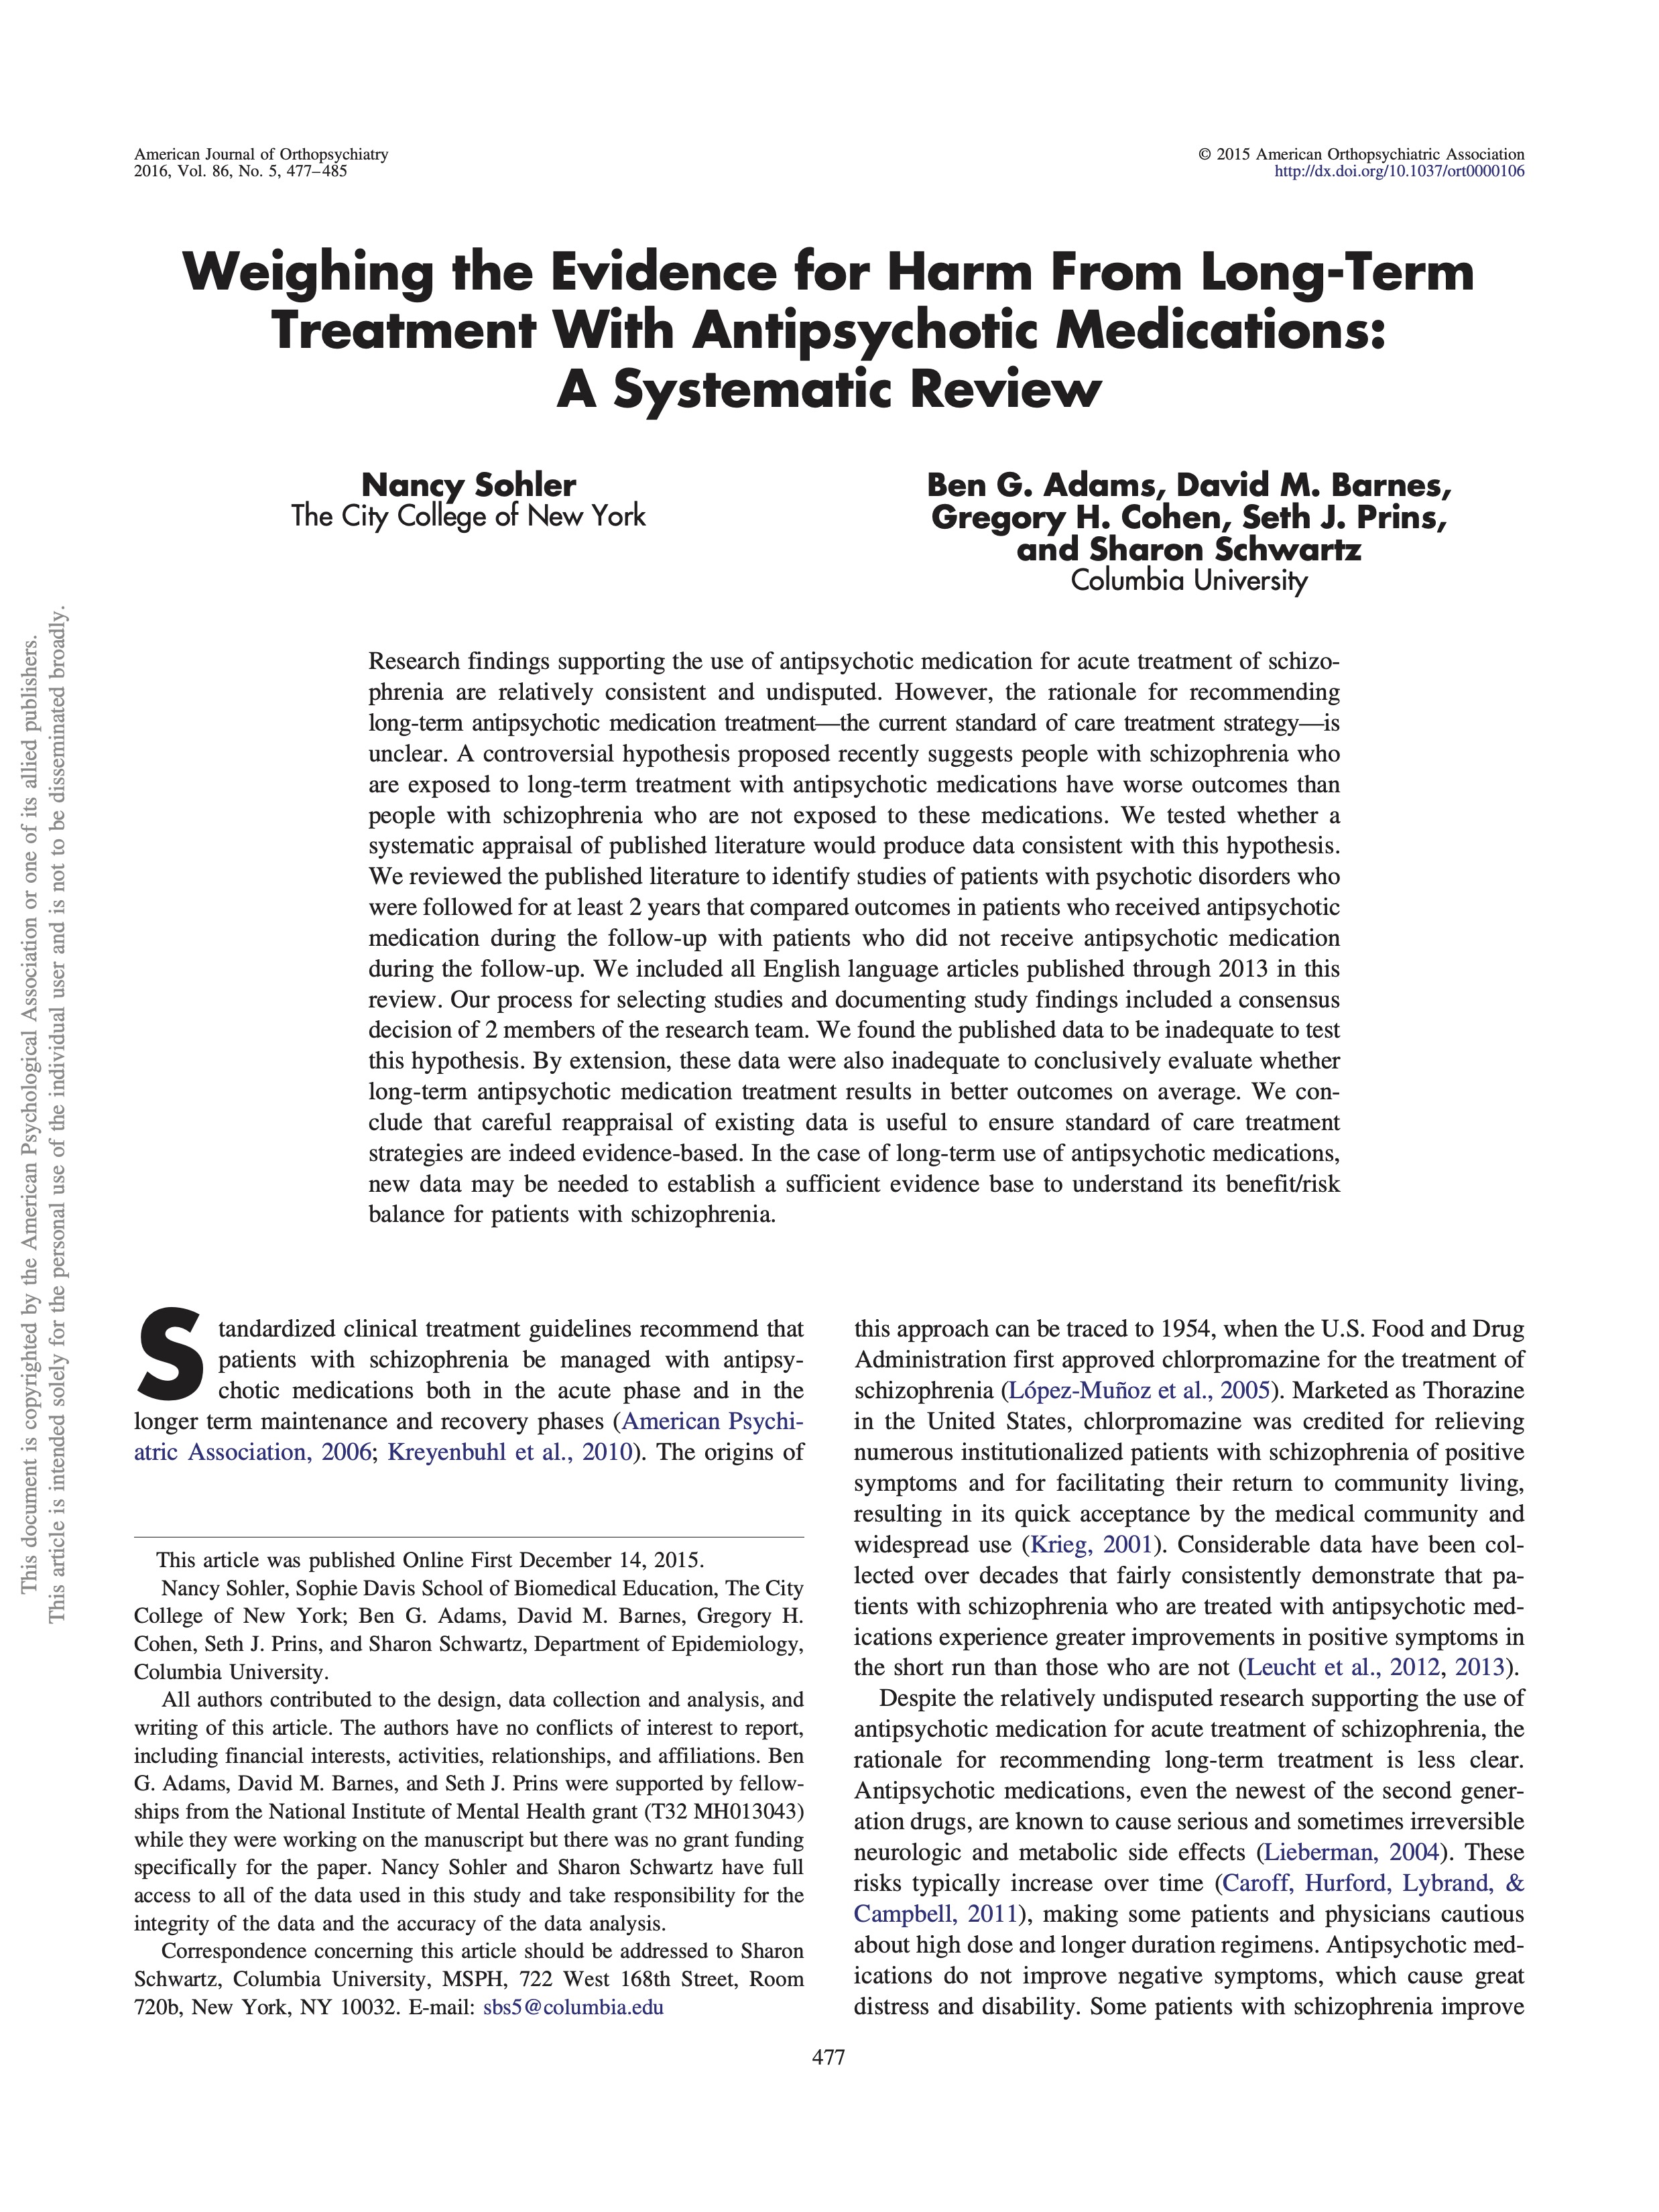 American Journal of Orthopsychiatry
2016, Vol. 86, No. 5, 477–485
© 2015 American Orthopsychiatric Association
http://dx.doi.org/10.1037/ort0000106
Weighing the Evidence for Harm From Long-Term
Treatment With Antipsychotic Medications:
A Systematic Review
Nancy Sohler
The City College of New York
Ben G. Adams, David M. Barnes,
Gregory H. Cohen, Seth J. Prins,
and Sharon Schwartz
Columbia University
Research findings supporting the use of antipsychotic medication for acute treatment of schizo-
phrenia are relatively consistent and undisputed. However, the rationale for recommending
long-term antipsychotic medication treatment—the current standard of care treatment strategy—is
unclear. A controversial hypothesis proposed recently suggests people with schizophrenia who
are exposed to long-term treatment with antipsychotic medications have worse outcomes than
people with schizophrenia who are not exposed to these medications. We tested whether a
systematic appraisal of published literature would produce data consistent with this hypothesis.
We reviewed the published literature to identify studies of patients with psychotic disorders who
were followed for at least 2 years that compared outcomes in patients who received antipsychotic
medication during the follow-up with patients who did not receive antipsychotic medication
during the follow-up. We included all English language articles published through 2013 in this
review. Our process for selecting studies and documenting study findings included a consensus
decision of 2 members of the research team. We found the published data to be inadequate to test
this hypothesis. By extension, these data were also inadequate to conclusively evaluate whether
long-term antipsychotic medication treatment results in better outcomes on average. We con-
clude that careful reappraisal of existing data is useful to ensure standard of care treatment
strategies are indeed evidence-based. In the case of long-term use of antipsychotic medications,
new data may be needed to establish a sufficient evidence base to understand its benefit/risk
balance for patients with schizophrenia.
Standardized clinical treatment guidelines recommend that
patients with schizophrenia be managed with antipsy-
chotic medications both in the acute phase and in the
longer term maintenance and recovery phases (American Psychi-
atric Association, 2006; Kreyenbuhl et al., 2010). The origins of
This article was published Online First December 14, 2015.
Nancy Sohler, Sophie Davis School of Biomedical Education, The City
College of New York; Ben G. Adams, David M. Barnes, Gregory H.
Cohen, Seth J. Prins, and Sharon Schwartz, Department of Epidemiology,
Columbia University.
All authors contributed to the design, data collection and analysis, and
writing of this article. The authors have no conflicts of interest to report,
including financial interests, activities, relationships, and affiliations. Ben
G. Adams, David M. Barnes, and Seth J. Prins were supported by fellow-
ships from the National Institute of Mental Health grant (T32 MH013043)
while they were working on the manuscript but there was no grant funding
specifically for the paper. Nancy Sohler and Sharon Schwartz have full
access to all of the data used in this study and take responsibility for the
integrity of the data and the accuracy of the data analysis.
Correspondence concerning this article should be addressed to Sharon
Schwartz, Columbia University, MSPH, 722 West 168th Street, Room
720b, New York, NY 10032. E-mail: sbs5@columbia.edu
this approach can be traced to 1954, when the U.S. Food and Drug
Administration first approved chlorpromazine for the treatment of
schizophrenia (López-Muñoz et al., 2005). Marketed as Thorazine
in the United States, chlorpromazine was credited for relieving
numerous institutionalized patients with schizophrenia of positive
symptoms and for facilitating their return to community living,
resulting in its quick acceptance by the medical community and
widespread use (Krieg, 2001). Considerable data have been col-
lected over decades that fairly consistently demonstrate that pa-
tients with schizophrenia who are treated with antipsychotic med-
ications experience greater improvements in positive symptoms in
the short run than those who are not (Leucht et al., 2012, 2013).
Despite the relatively undisputed research supporting the use of
antipsychotic medication for acute treatment of schizophrenia, the
rationale for recommending long-term treatment is less clear.
Antipsychotic medications, even the newest of the second gener-
ation drugs, are known to cause serious and sometimes irreversible
neurologic and metabolic side effects (Lieberman, 2004). These
risks typically increase over time (Caroff, Hurford, Lybrand, &
Campbell, 2011), making some patients and physicians cautious
about high dose and longer duration regimens. Antipsychotic med-
ications do not improve negative symptoms, which cause great
distress and disability. Some patients with schizophrenia improve
477
This document is copyrighted by the American Psychological Association or one of its allied publishers.
This article is intended solely for the personal use of the individual user and is not to be disseminated broadly.